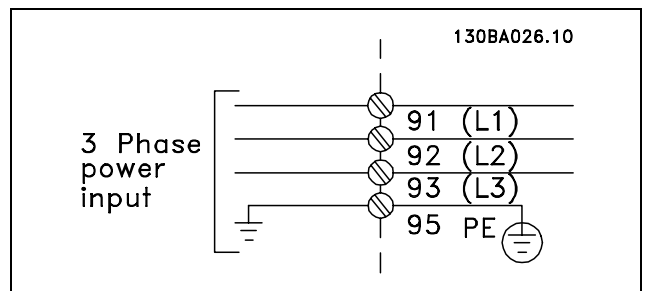 130BA026.10
3 Phase
power
input
91 (L1)
92 (L2)
93 (L3)
95 PE